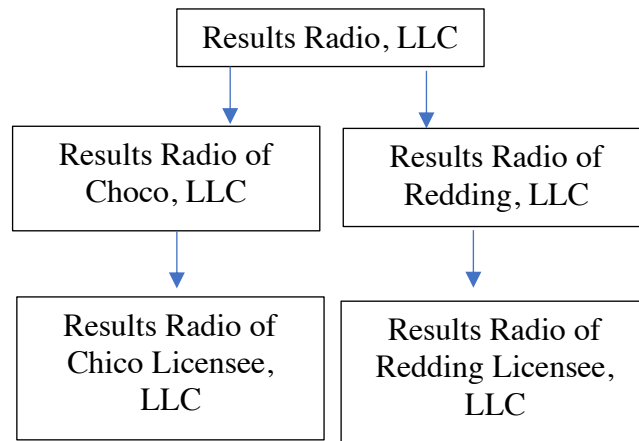 Results Radio, LLC
Results Radio of
Choco, LLC
Results Radio of
Redding, LLC
Results Radio of
Chico Licensee,
LLC
Results Radio of
Redding Licensee,
LLC